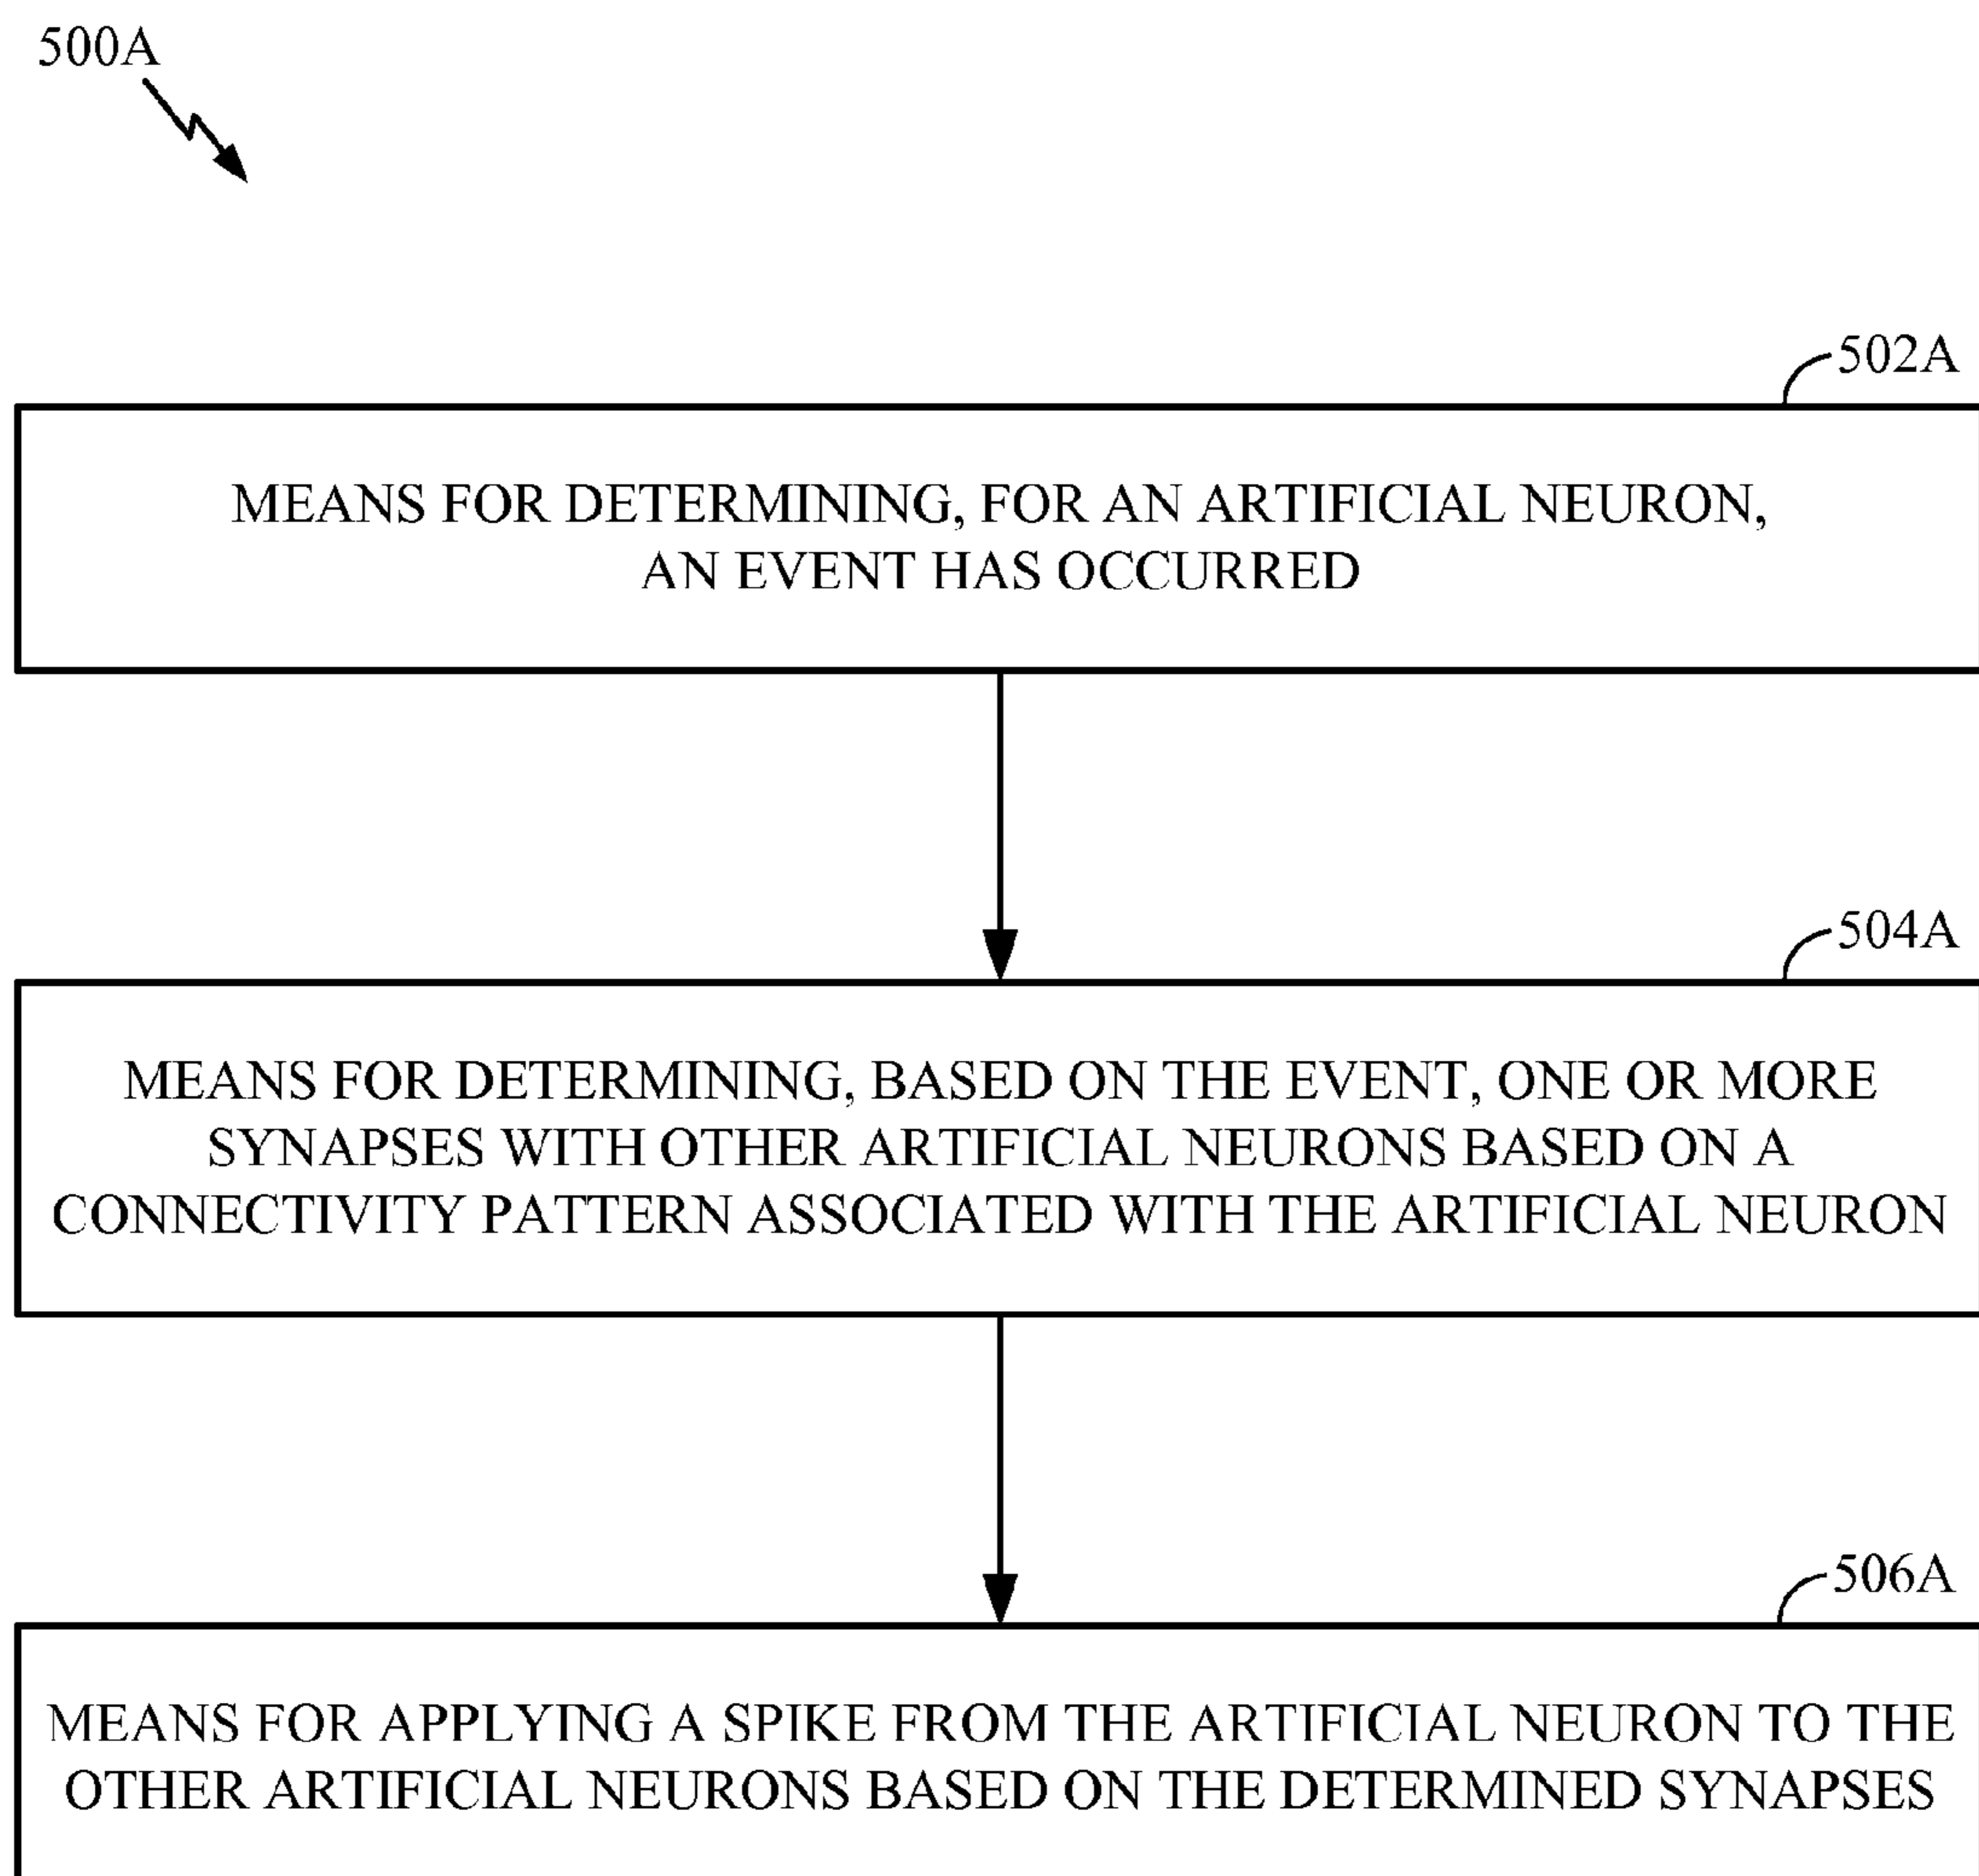 500A
502A
MEANS FOR DETERMINING, FOR AN ARTIFICIAL NEURON,
AN EVENT HAS OCCURRED
504A
MEANS FOR DETERMINING, BASED ON THE EVENT, ONE OR MORE
SYNAPSES WITH OTHER ARTIFICIAL NEURONS BASED ON A
CONNECTIVITY PATTERN ASSOCIATED WITH THE ARTIFICIAL NEURON
506A
MEANS FOR APPLYING A SPIKE FROM THE ARTIFICIAL NEURON TO THE
OTHER ARTIFICIAL NEURONS BASED ON THE DETERMINED SYNAPSES